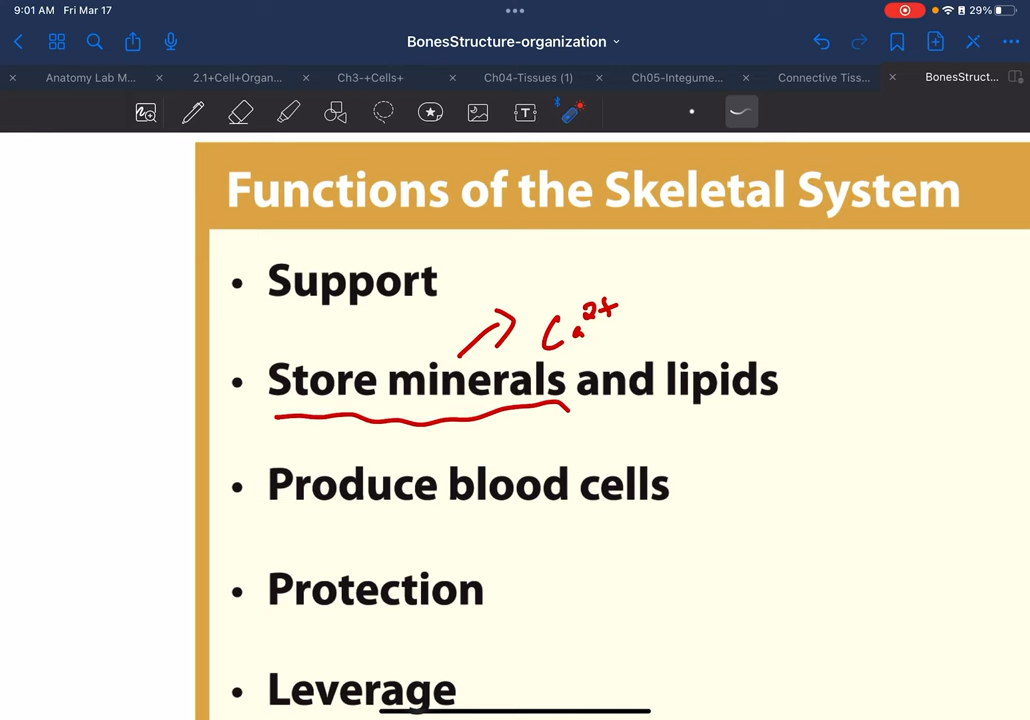 9:01 AM Fri Mar 17
29%
BonesStructure-organization
Anatomy Lab M...
2.1+Cell+Organ...
Ch3-+Cells+
Ch04-Tissues (1)
Ch05-Integume...
Connective Tiss...
BonesStruct...
T
Functions of the Skeletal System
• Support
Ca2+
• Store minerals and lipids
• Produce blood cells
• Protection
• Leverage